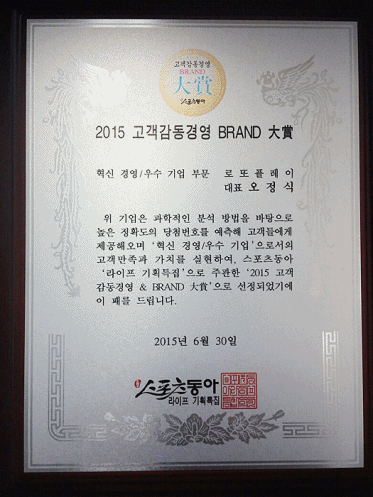 고객감동경영
BRAND
大賞
스포츠동아
2015 고객감동경영 BRAND 大賞
혁신 경영/우수 기업 부문 로또플레이
대표 오정식
위 기업은 과학적인 분석 방법을 바탕으로
높은 정확도의 당첨번호를 예측해 고객들에게
제공해오며 '혁신 경영/우수 기업'으로서의
고객만족과 가치를 실현하여, 스포츠동아
'라이프 기획특집'으로 주관한 '2015 고객
감동경영 & BRAND 大賞'으로 선정되었기에
이 패를 드립니다.
2015년 6월 30일
스포츠동아
라이프 기획특집